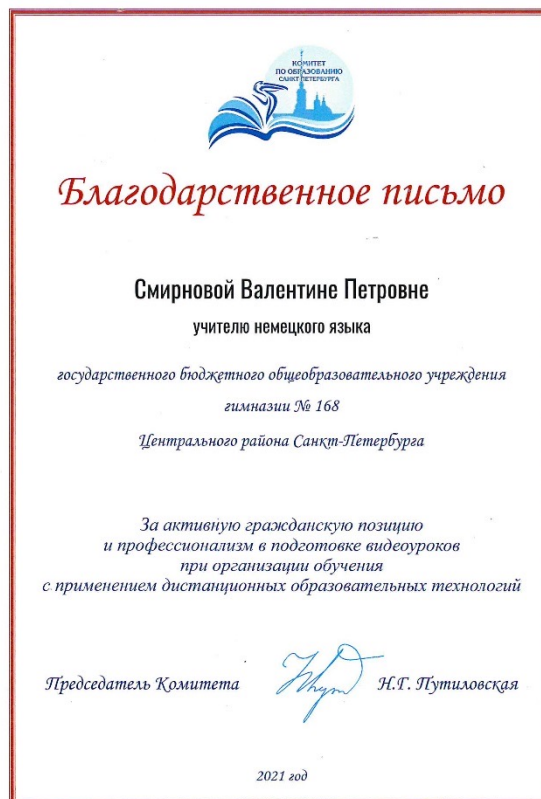 КОМИТЕТ
ПО ОБРАЗОВАНИЮ
САНКТ-ПЕТЕРБУРГА
Благодарственное письмо
Смирновой Валентине Петровне
учителю немецкого языка
государственного бюджетного общеобразовательного учреждения
гимназии № 168
Центрального района Санкт-Петербурга
За активную гражданскую позицию
и профессионализм в подготовке видеоуроков
при организации обучения
с применением дистанционных образовательных технологий
Председатель Комитета Н.Г. Путиловская
2021 год